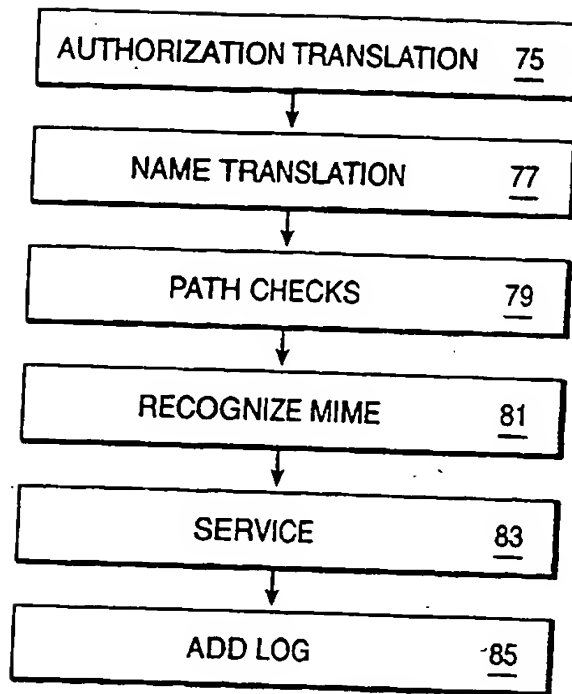 AUTHORIZATION TRANSLATION 75
NAME TRANSLATION 77
PATH CHECKS 79
RECOGNIZE MIME 81
SERVICE 83
ADD LOG 85